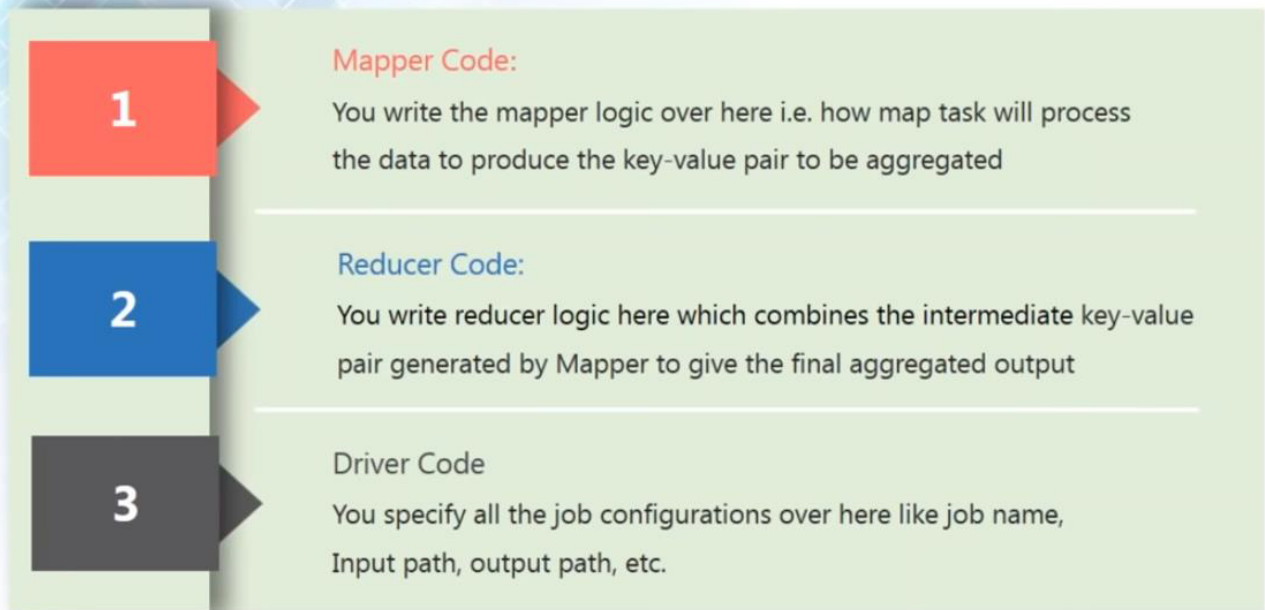 1
Mapper Code:
You write the mapper logic over here i.e. how map task will process
the data to produce the key-value pair to be aggregated
2
Reducer Code:
You write reducer logic here which combines the intermediate key-value
pair generated by Mapper to give the final aggregated output
3
Driver Code
You specify all the job configurations over here like job name,
Input path, output path, etc.